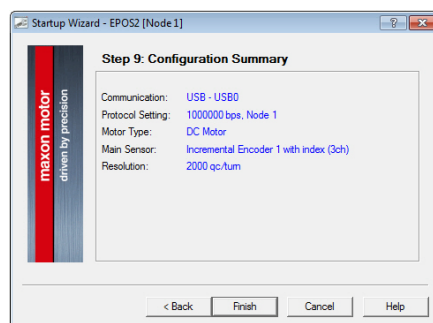 Startup Wizard - EPOS2 [Node 1]
Step 9: Configuration Summary
maxon motor
driven by precision
Communication: USB - USB0
Protocol Setting: 1000000 bps, Node 1
Motor Type: DC Motor
Main Sensor: Incremental Encoder 1 with index (3ch)
Resolution: 2000 qc/turn
< Back Finish Cancel Help